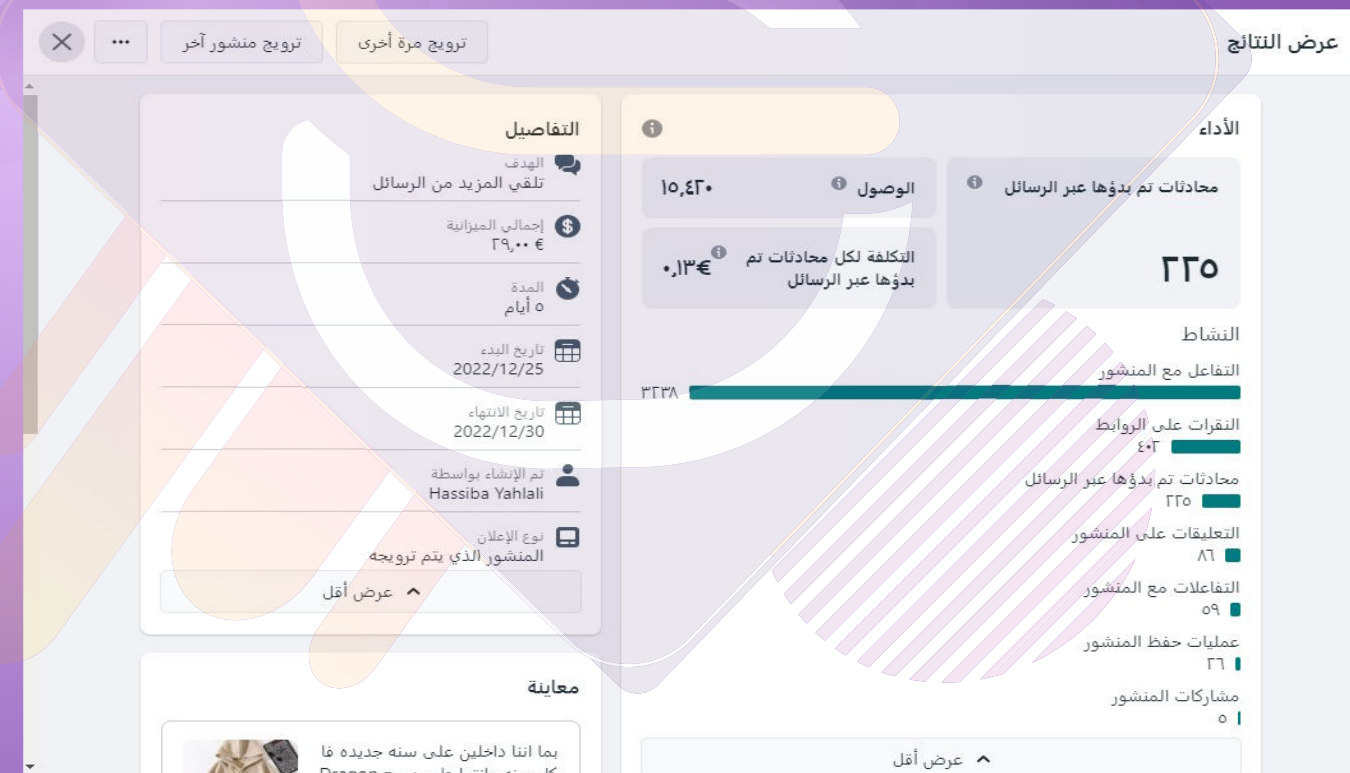 عرض النتائج
ترويج مرة أخرى
ترويج منشور آخر
الأداء
محادثات تم بدؤها عبر الرسائل
٢٢٥
الوصول
١٥,٤٢٠
التكلفة لكل محادثات تم
بدؤها عبر الرسائل
٠,١٣€
النشاط
التفاعل مع المنشور
٣٢٣٨
النقرات على الروابط
٤٠٢
محادثات تم بدؤها عبر الرسائل
٢٢٥
التعليقات على المنشور
٨٦
التفاعلات مع المنشور
٥٩
عمليات حفظ المنشور
٢٦
مشاركات المنشور
٥
عرض أقل
التفاصيل
الهدف
تلقي المزيد من الرسائل
إجمالي الميزانية
٢٩,٠٠ €
المدة
٥ أيام
تاريخ البدء
2022/12/25
تاريخ الانتهاء
2022/12/30
تم الإنشاء بواسطة
Hassiba Yahlali
نوع الإعلان
المنشور الذي يتم ترويجه
عرض أقل
معاينة
بما اننا داخلين على سنه جديده فا
Dragon